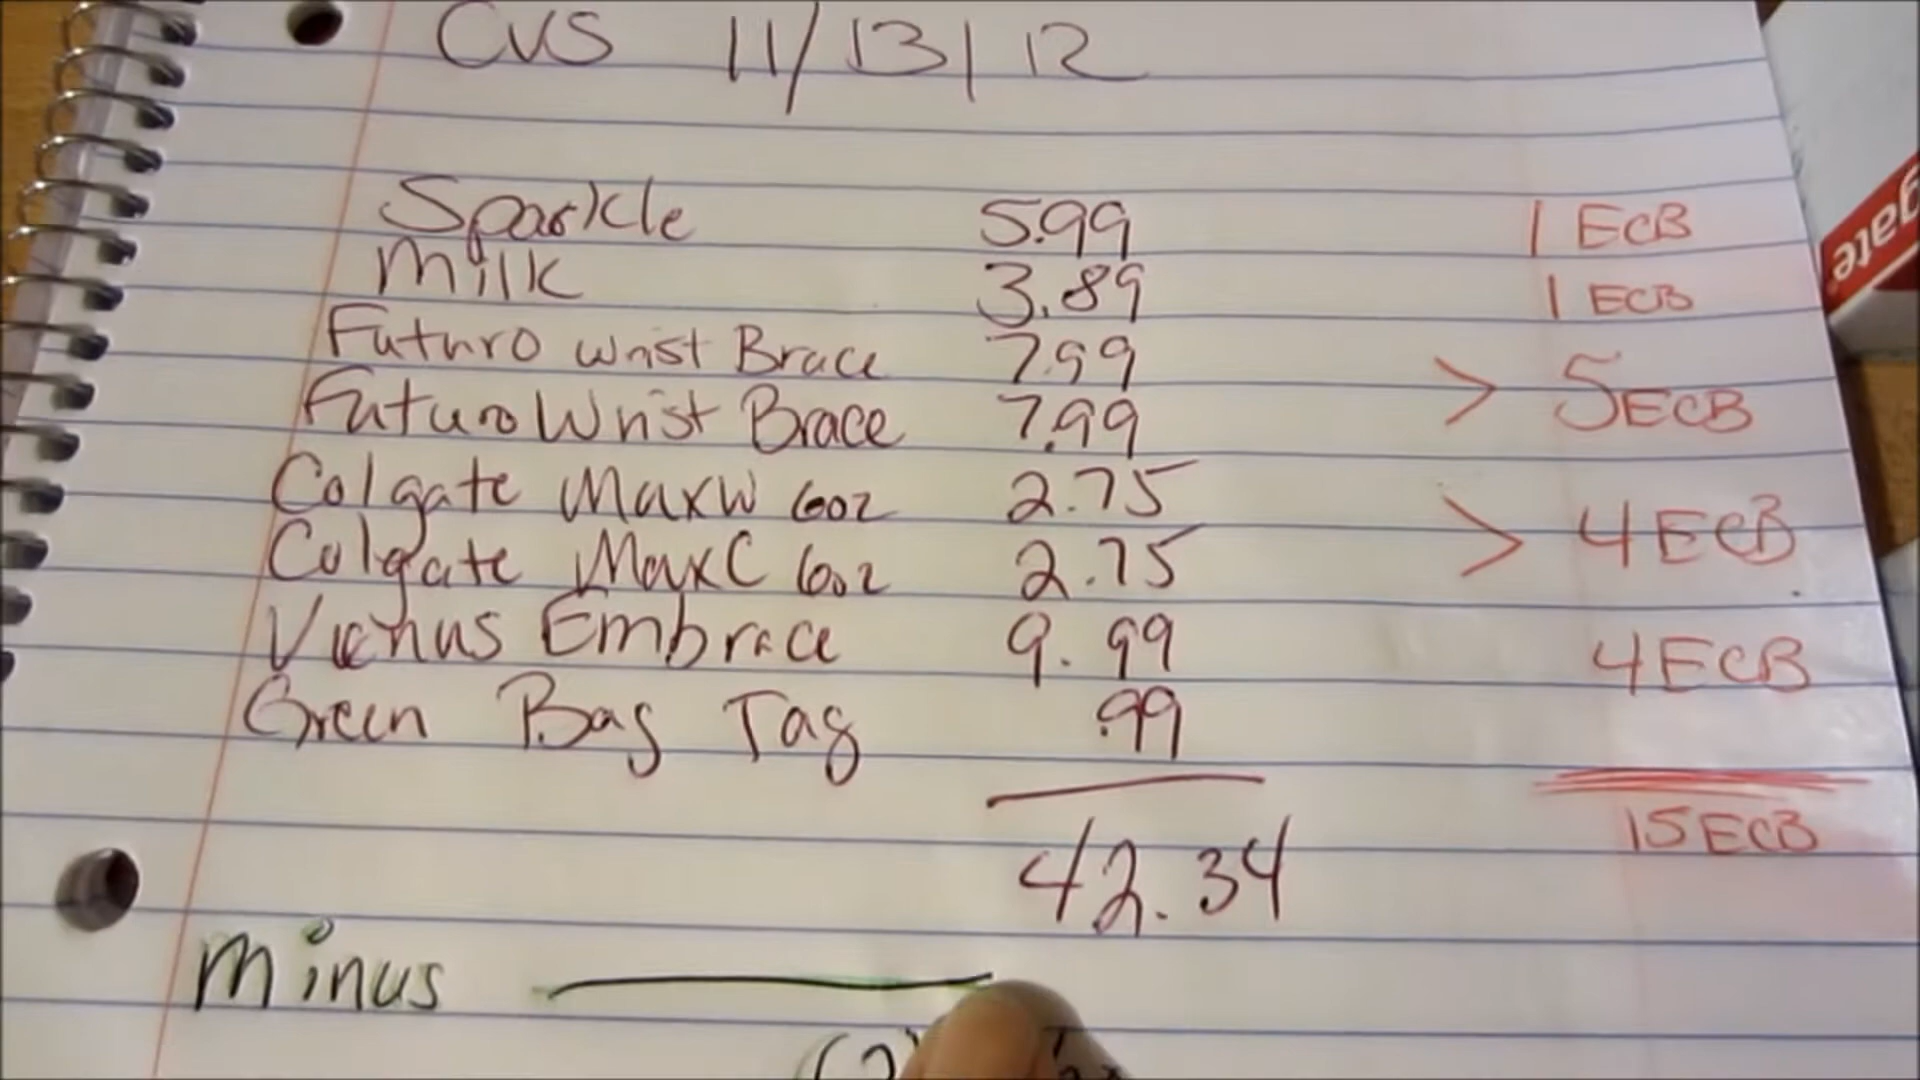 CVS 11/13/12
Sparkle 5.99 1 ECB
Milk 3.89 1 ECB
Futuro Wrist Brace 7.99
Futuro Wrist Brace 7.99 > 5 ECB
Colgate MaxW 6oz 2.75
Colgate MaxC 6oz 2.75 > 4 ECB
Venus Embrace 9.99 4 ECB
Green Bag Tag .99
42.34 15 ECB
minus
(2)
gate